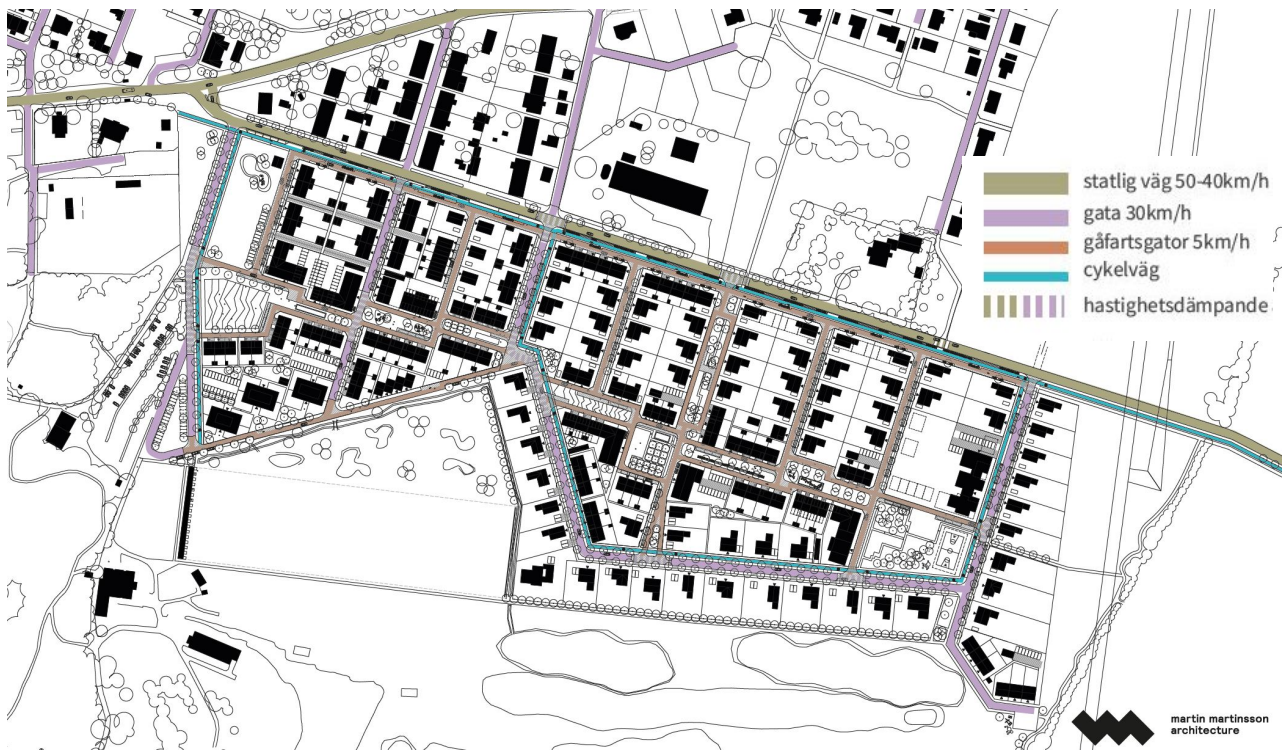 statlig väg 50-40km/h
gata 30km/h
gåfartsgator 5km/h
cykelväg
hastighetsdämpande
martin martinsson
architecture